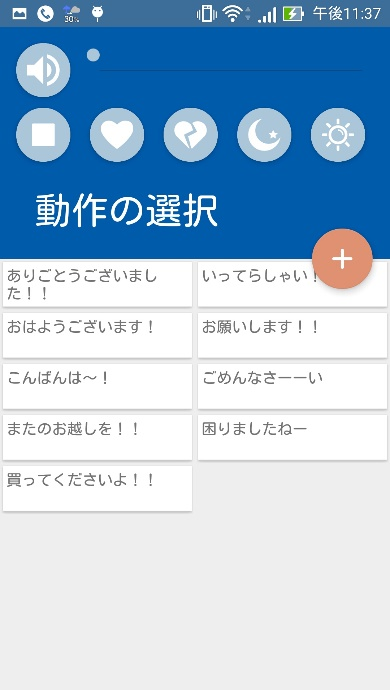 30%
午後11:37
動作の選択
ありごとうございまし
た！！
いってらしゃい！
おはようございます！
お願いします！！
こんばんは～！
ごめんなさーーい
またのお越しを！！
困りましたねー
買ってくださいよ！！